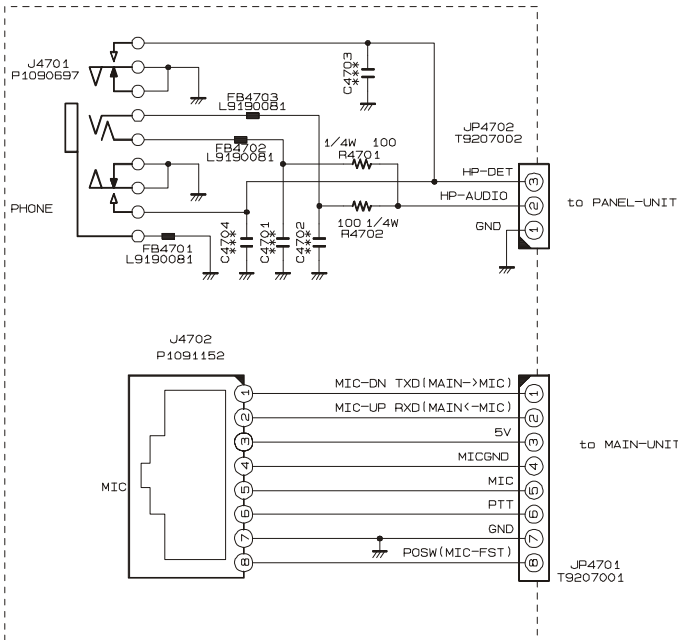 J4701
P1090697
C4703
***
FB4703
L9190081
FB4702
L9190081
1/4W 100
R4701
JP4702
T9207002
HP-DET
3
HP-AUDIO
2
GND
1
to PANEL-UNIT
PHONE
100 1/4W
R4702
FB4701
L9190081
C4704
***
C4701
***
C4702
***
J4702
P1091152
MIC
1
MIC-DN TXD(MAIN->MIC)
1
2
MIC-UP RXD(MAIN<-MIC)
2
3
5V
3
to MAIN-UNIT
4
MICGND
4
5
MIC
5
6
PTT
6
7
GND
7
8
POSW(MIC-FST)
8
JP4701
T9207001